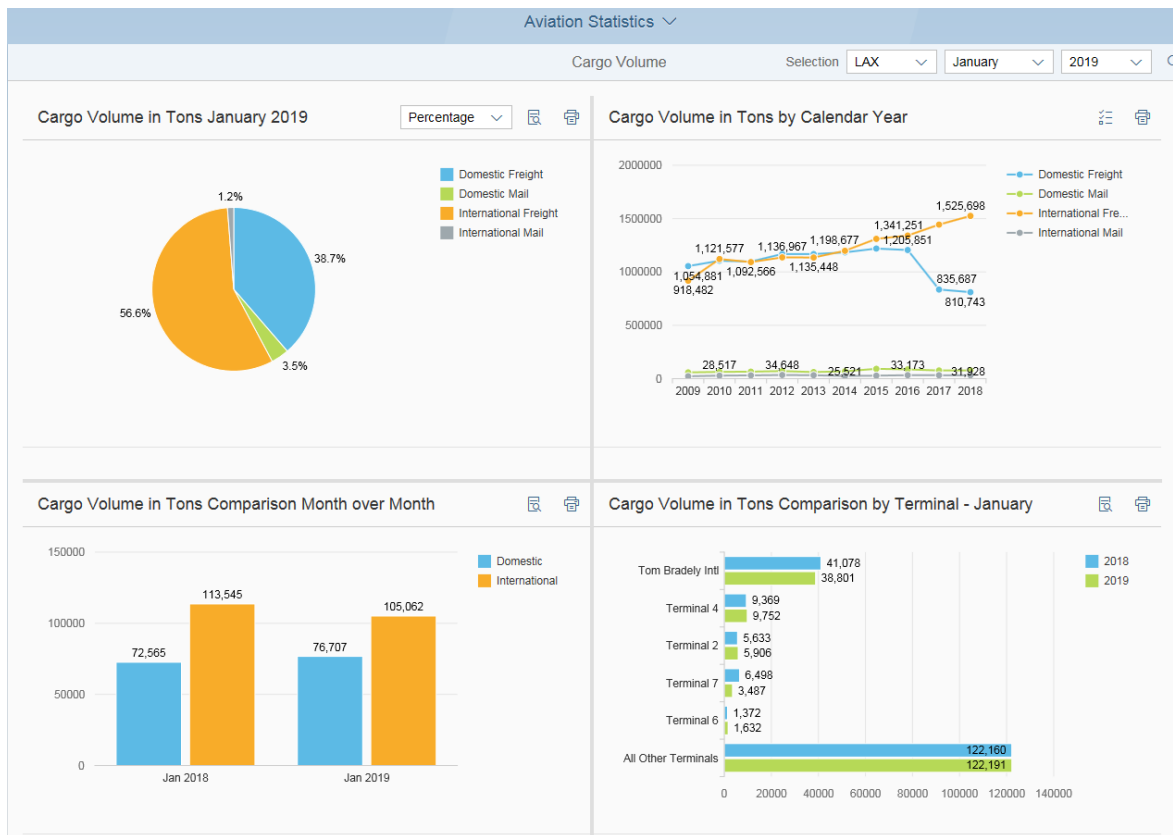 Aviation Statistics
Cargo Volume
Selection LAX January 2019
Cargo Volume in Tons January 2019
Percentage
Domestic Freight
Domestic Mail
International Freight
International Mail
1.2%
38.7%
56.6%
3.5%
Cargo Volume in Tons by Calendar Year
2000000
1500000
1000000
500000
0
Domestic Freight
Domestic Mail
International Fre...
International Mail
1,525,698
1,341,251
1,121,577 1,136,967 1,198,677 1,205,851
1,054,881 1,092,566 1,135,448 835,687
918,482 810,743
28,517 34,648 25,521 33,173 31,928
2009 2010 2011 2012 2013 2014 2015 2016 2017 2018
Cargo Volume in Tons Comparison Month over Month
150000
100000
50000
0
Domestic
International
113,545
105,062
72,565
76,707
Jan 2018 Jan 2019
Cargo Volume in Tons Comparison by Terminal - January
2018
2019
Tom Bradely Intl 41,078
38,801
Terminal 4 9,369
9,752
Terminal 2 5,633
5,906
Terminal 7 6,498
3,487
Terminal 6 1,372
1,632
All Other Terminals 122,160
122,191
0 20000 40000 60000 80000 100000 120000 140000